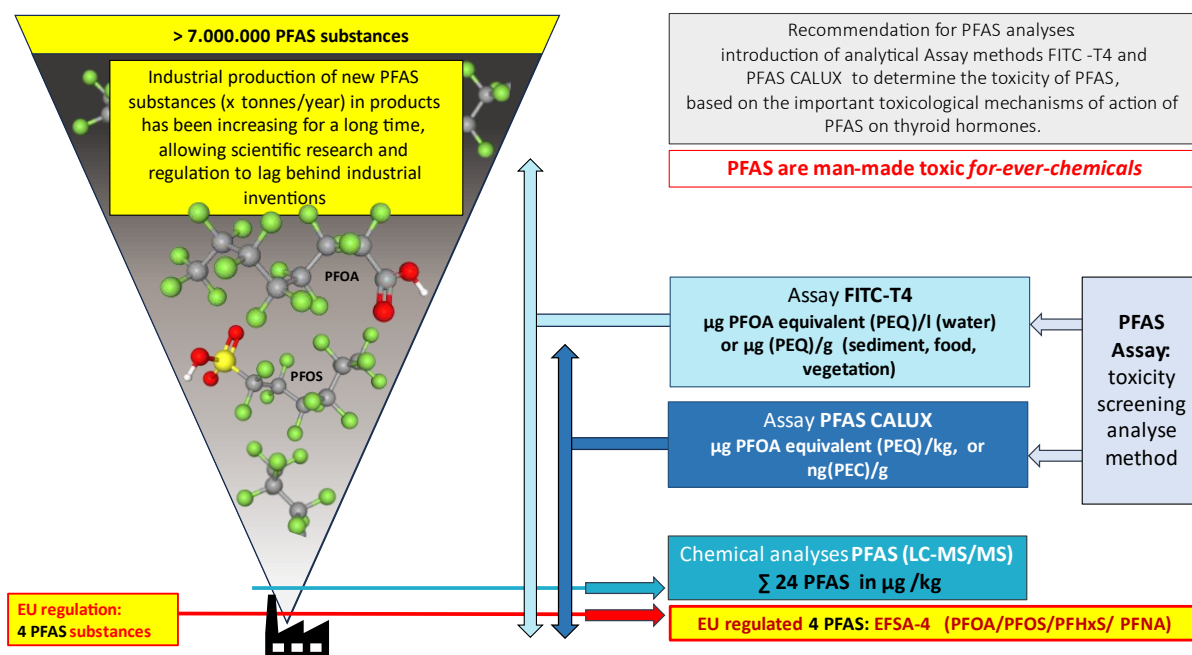 > 7.000.000 PFAS substances
Industrial production of new PFAS
substances (x tonnes/year) in products
has been increasing for a long time,
allowing scientific research and
regulation to lag behind industrial
inventions
PFOA
PFOS
EU regulation:
4 PFAS substances
Recommendation for PFAS analyses:
introduction of analytical Assay methods FITC -T4 and
PFAS CALUX to determine the toxicity of PFAS,
based on the important toxicological mechanisms of action of
PFAS on thyroid hormones.
PFAS are man-made toxic for-ever-chemicals
Assay FITC-T4
µg PFOA equivalent (PEQ)/l (water)
or µg (PEQ)/g (sediment, food,
vegetation)
Assay PFAS CALUX
µg PFOA equivalent (PEQ)/kg, or
ng(PEC)/g
PFAS
Assay:
toxicity
screening
analyse
method
Chemical analyses PFAS (LC-MS/MS)
∑ 24 PFAS in µg /kg
EU regulated 4 PFAS: EFSA-4 (PFOA/PFOS/PFHxS/ PFNA)